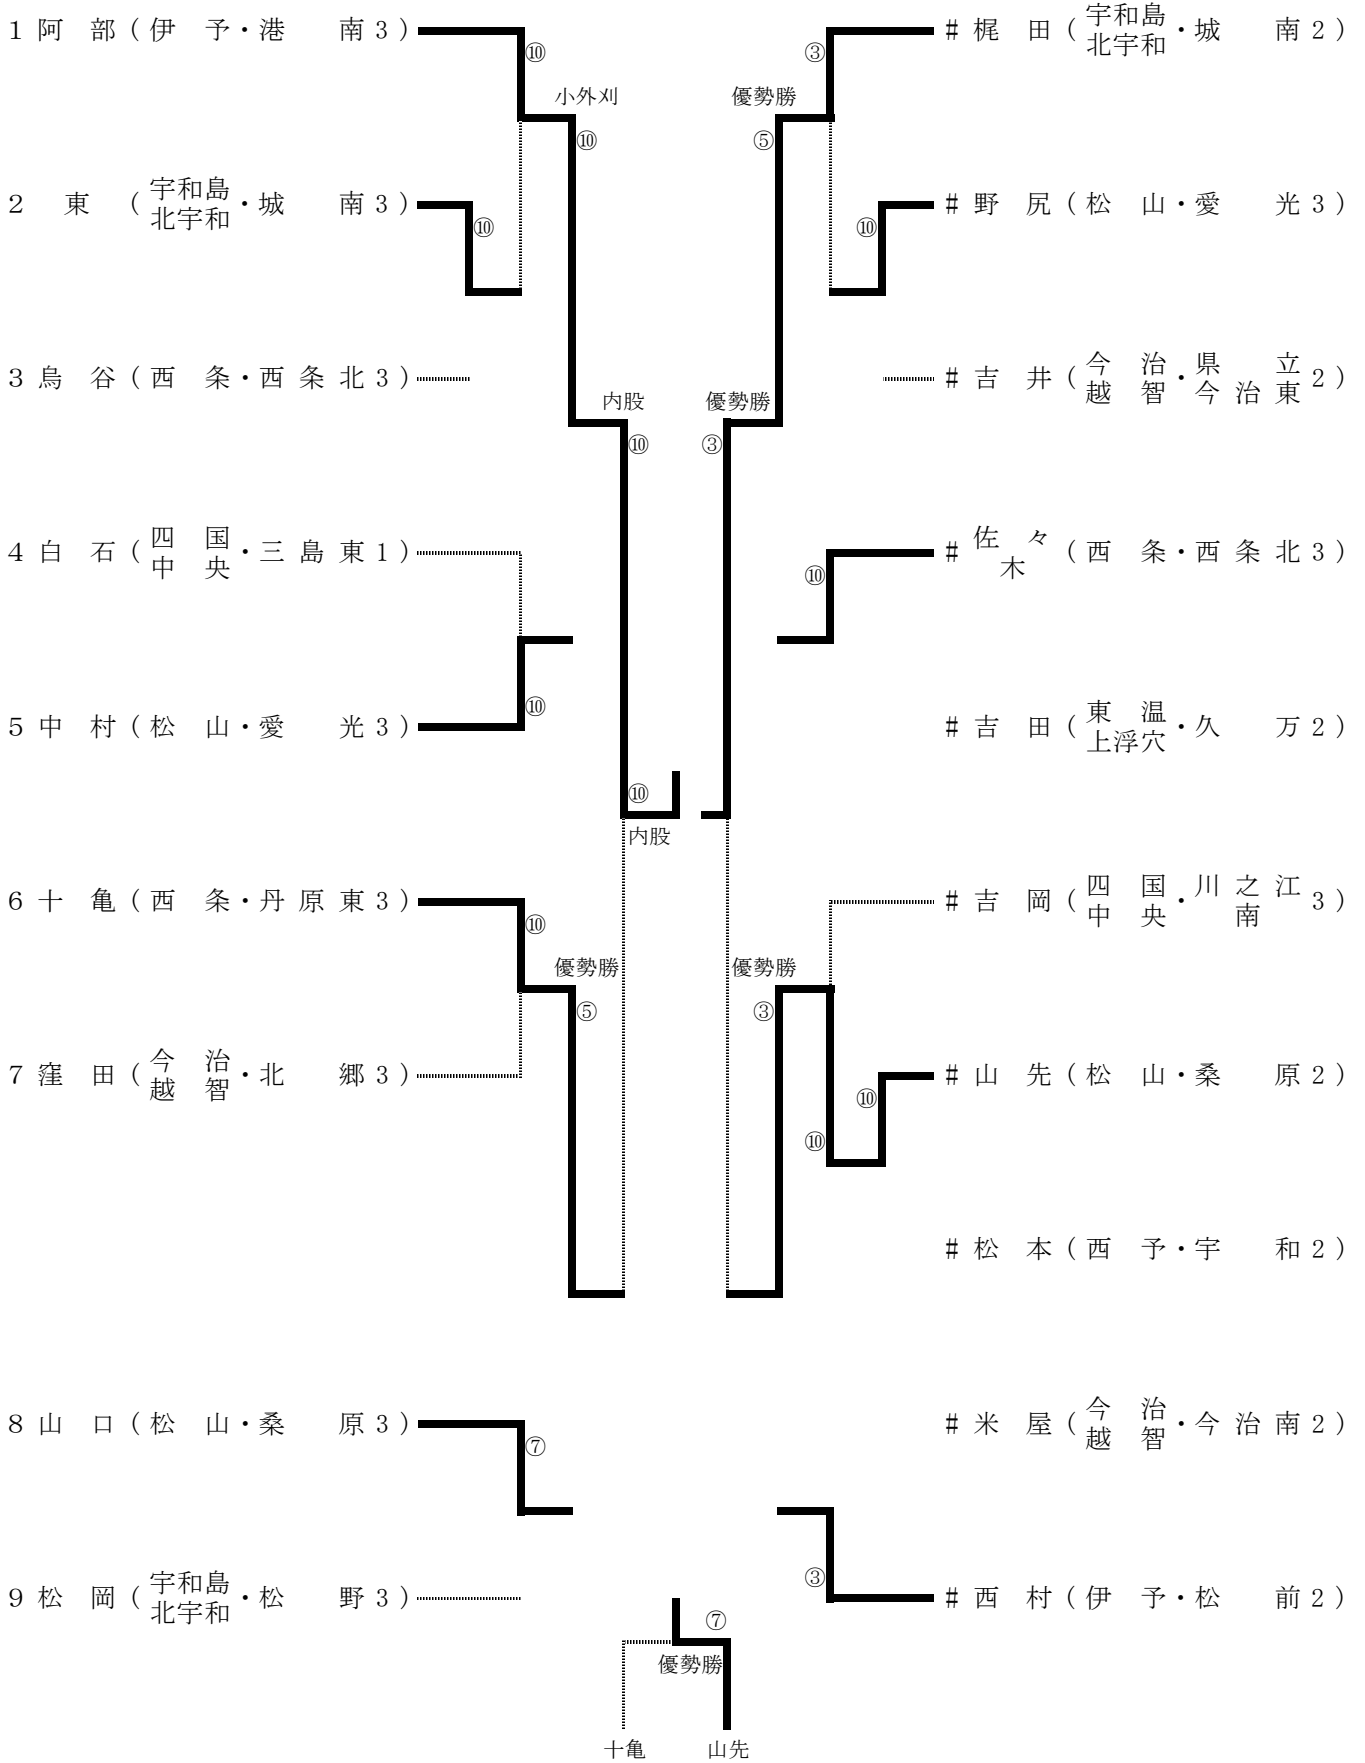 1 阿部（伊予・港南3）
2 東（宇和島北宇和・城南3）
3 鳥谷（西条・西条北3）
4 白石（四国中央・三島東1）
5 中村（松山・愛光3）
6 十亀（西条・丹原東3）
7 窪田（今治越智・北郷3）
8 山口（松山・桑原3）
9 松岡（宇和島北宇和・松野3）
⑩
小外刈
⑩
⑩
内股
⑩
⑩
⑩
内股
⑩
優勢勝
⑤
⑦
③
優勢勝
⑤
⑩
優勢勝
③
⑩
優勢勝
③
⑩
⑩
③
⑦
優勢勝
十亀 山先
# 梶田（宇和島北宇和・城南2）
# 野尻（松山・愛光3）
# 吉井（今治越智・県立今治東2）
# 佐々木（西条・西条北3）
# 吉田（東温上浮穴・久万2）
# 吉岡（四国中央・川之江南3）
# 山先（松山・桑原2）
# 松本（西予・宇和2）
# 米屋（今治越智・今治南2）
# 西村（伊予・松前2）